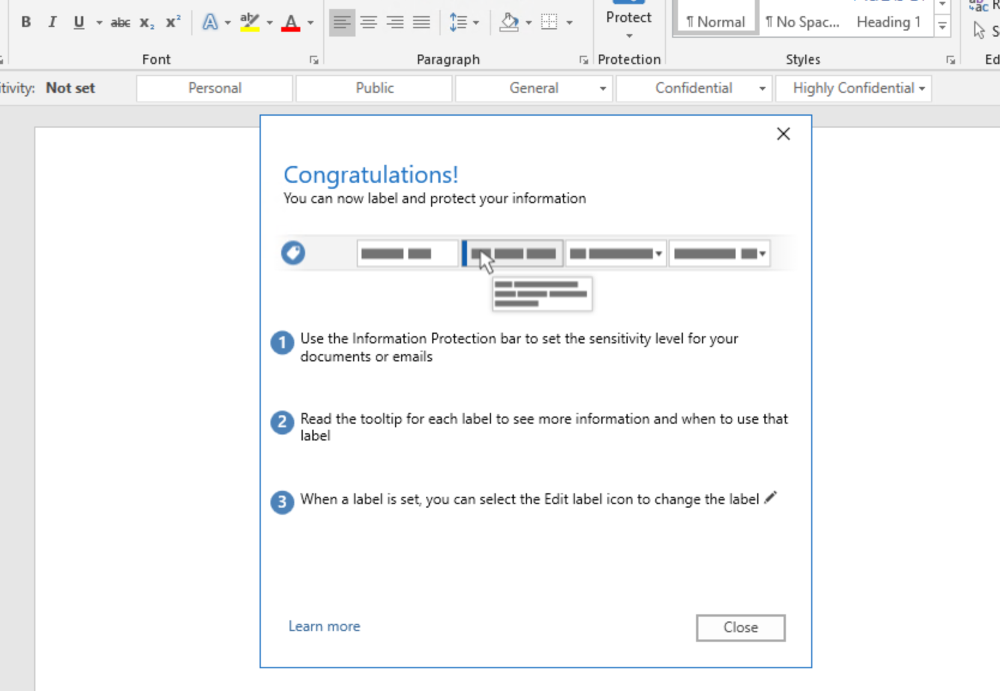 B I U abc x₂ x² A ab A Protect ¶ Normal ¶ No Spac... Heading 1
Font Paragraph Protection Styles
Not set Personal Public General Confidential Highly Confidential
Congratulations!
You can now label and protect your information
1 Use the Information Protection bar to set the sensitivity level for your
documents or emails
2 Read the tooltip for each label to see more information and when to use that
label
3 When a label is set, you can select the Edit label icon to change the label
Learn more Close